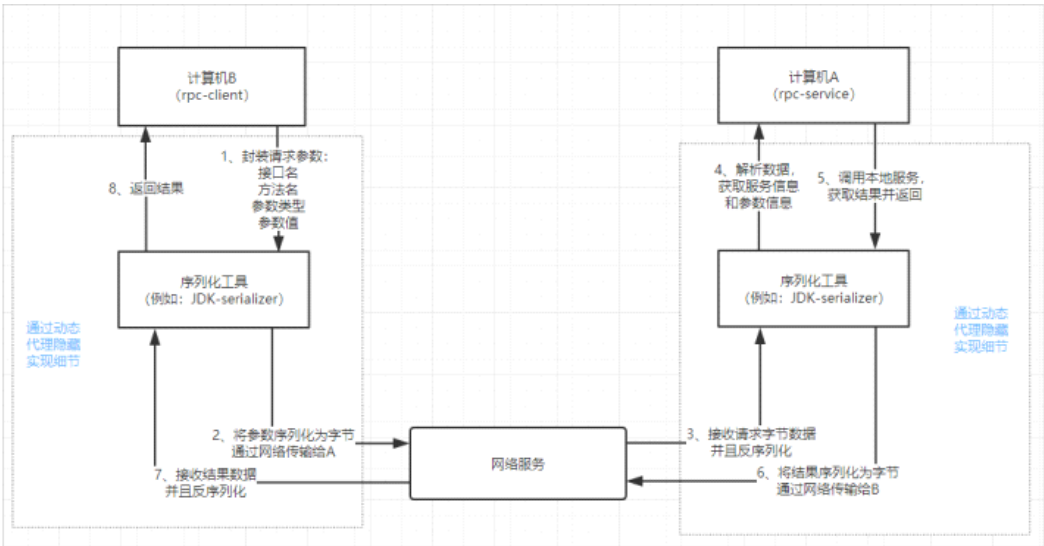 计算机B
（rpc-client）
计算机A
（rpc-service）
1、封装请求参数：
接口名
方法名
参数类型
参数值
8、返回结果
4、解析数据，
获取服务信息
和参数信息
5、调用本地服务，
获取结果并返回
序列化工具
（例如：JDK-serializer）
序列化工具
（例如：JDK-serializer）
通过动态
代理隐藏
实现细节
通过动态
代理隐藏
实现细节
2、将参数序列化为字节
通过网络传输给A
7、接收结果数据
并且反序列化
网络服务
3、接收请求字节数据
并且反序列化
6、将结果序列化为字节
通过网络传输给B